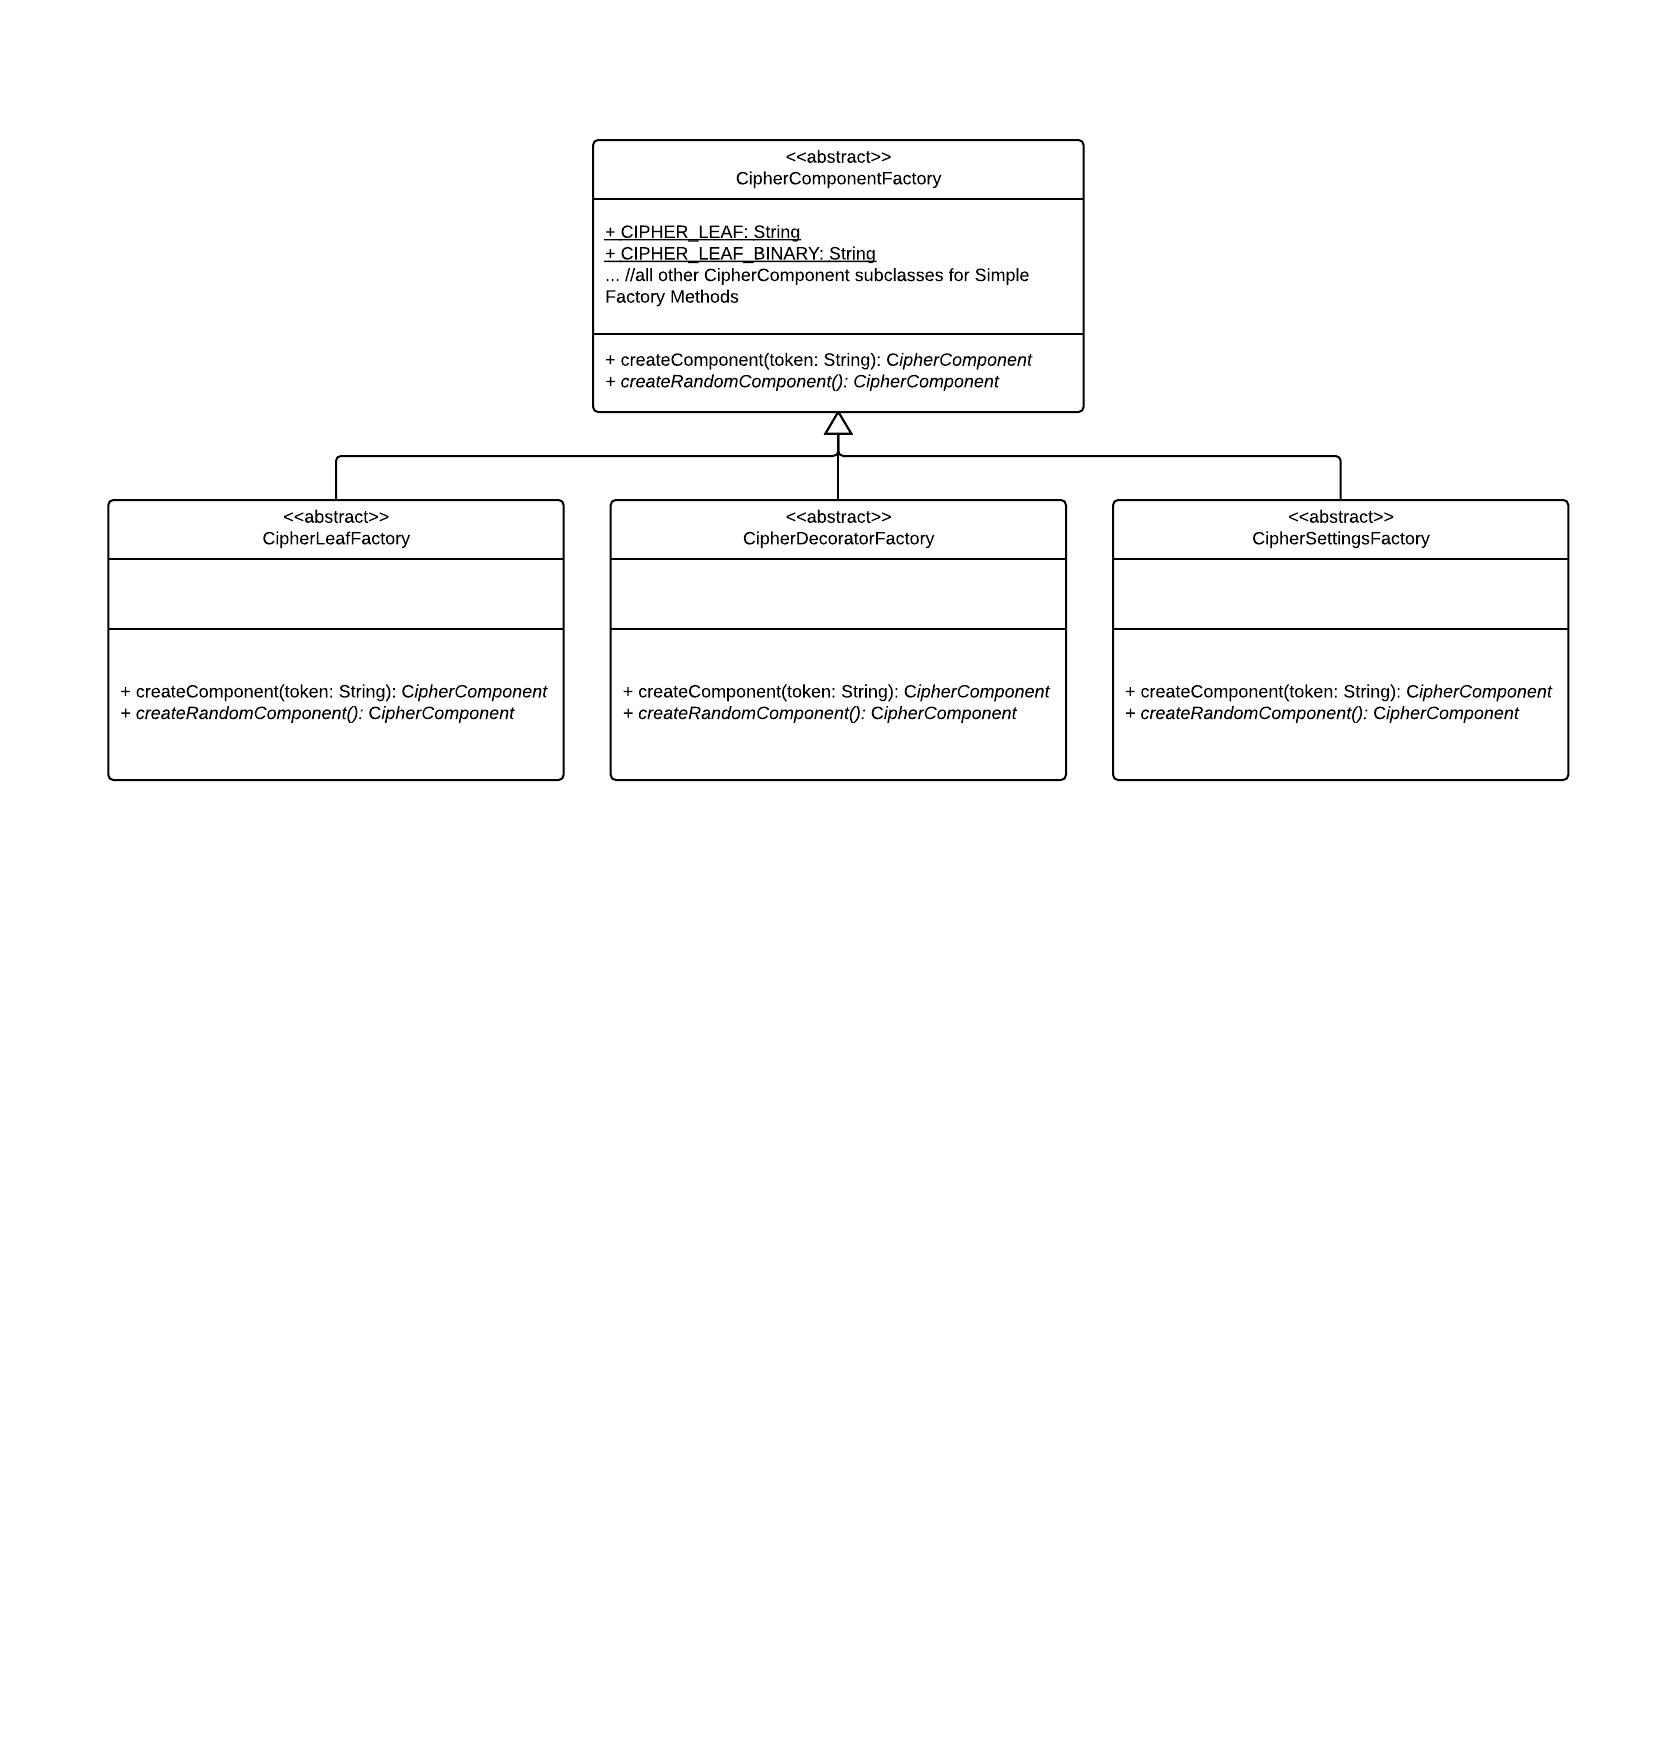 <<abstract>>
CipherComponentFactory
+ CIPHER_LEAF: String
+ CIPHER_LEAF_BINARY: String
... //all other CipherComponent subclasses for Simple
Factory Methods
+ createComponent(token: String): CipherComponent
+ createRandomComponent(): CipherComponent
<<abstract>>
CipherLeafFactory
+ createComponent(token: String): CipherComponent
+ createRandomComponent(): CipherComponent
<<abstract>>
CipherDecoratorFactory
+ createComponent(token: String): CipherComponent
+ createRandomComponent(): CipherComponent
<<abstract>>
CipherSettingsFactory
+ createComponent(token: String): CipherComponent
+ createRandomComponent(): CipherComponent